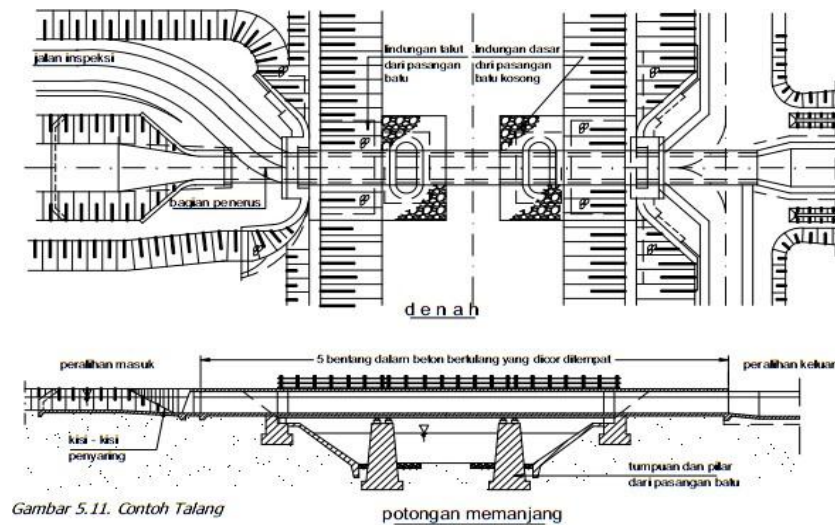 jalan inspeksi
lindungan talut
dari pasangan
batu
lindungan dasar
dari pasangan
batu kosong
bagian penerus
denah
peralihan masuk
5 bentang dalam beton bertulang yang dicor ditempat
peralihan keluar
kisi - kisi
penyaring
tumpuan dan pilar
dari pasangan batu
Gambar 5.11. Contoh Talang
potongan memanjang